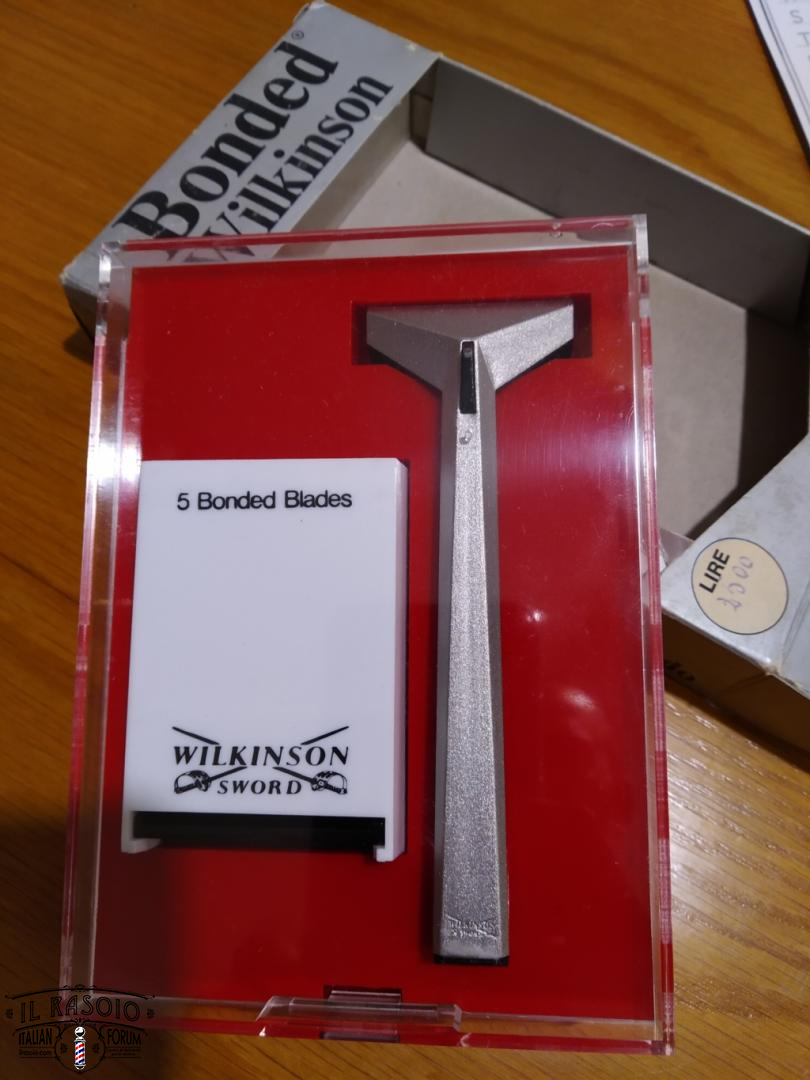 Bonded®
Wilkinson
5 Bonded Blades
WILKINSON
SWORD
LIRE
IL RASOIO
ITALIAN
FORUM